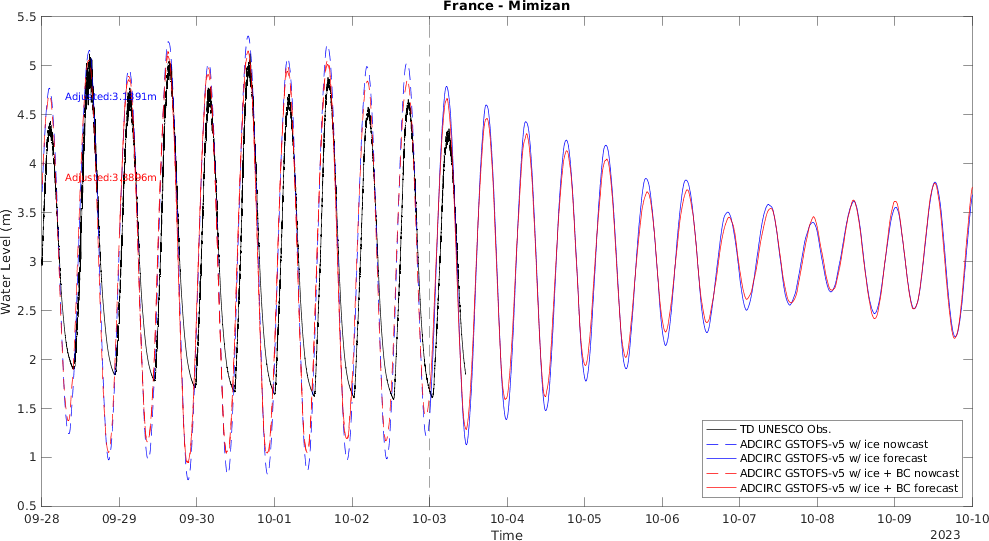 France - Mimizan
5.5
5
4.5
4
3.5
3
2.5
2
1.5
1
0.5
Water Level (m)
Adjusted:3.1491m
TD UNESCO Obs.
ADCIRC GSTOFS-v5 w/ ice nowcast
ADCIRC GSTOFS-v5 w/ ice forecast
ADCIRC GSTOFS-v5 w/ ice + BC nowcast
ADCIRC GSTOFS-v5 w/ ice + BC forecast
09-28
09-29
09-30
10-01
10-02
10-03
10-04
10-05
10-06
10-07
10-08
10-09
10-10
Time
2023